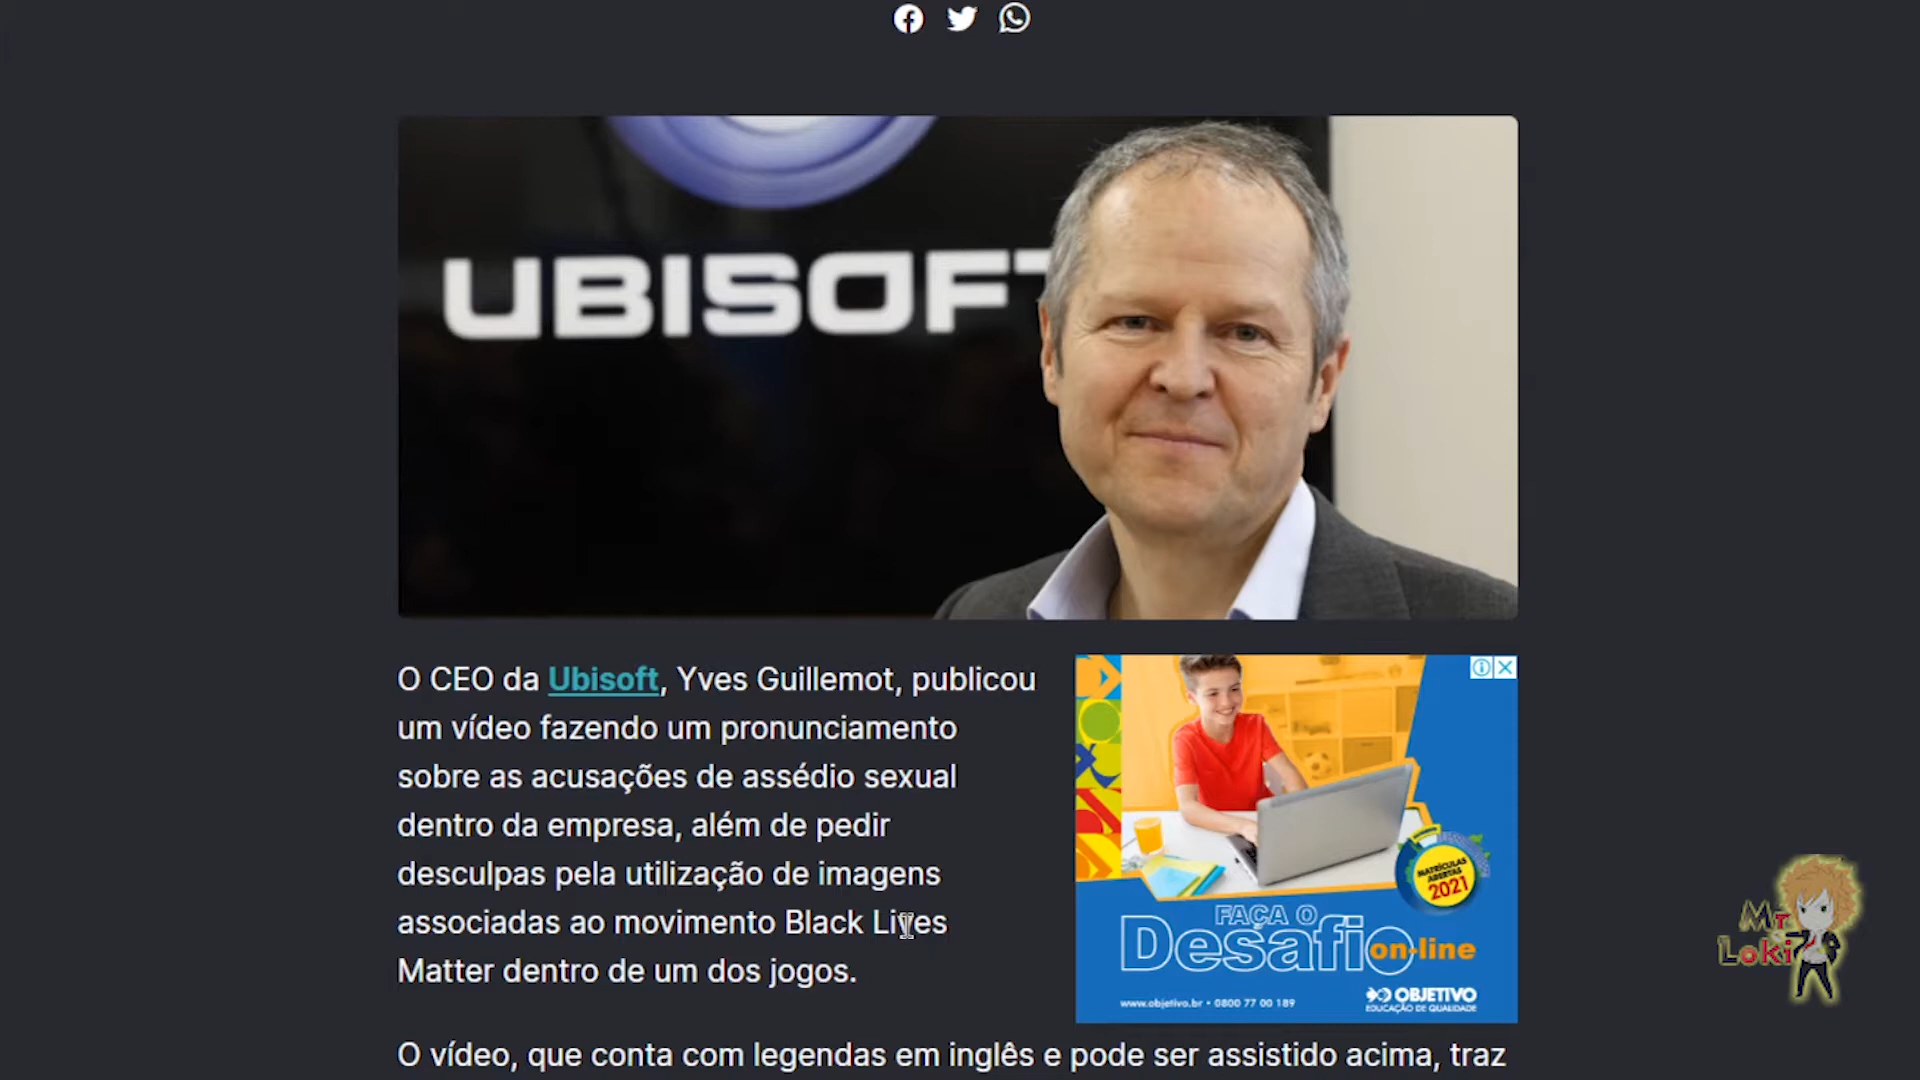 UBISOFT
O CEO da Ubisoft, Yves Guillemot, publicou
um vídeo fazendo um pronunciamento
sobre as acusações de assédio sexual
dentro da empresa, além de pedir
desculpas pela utilização de imagens
associadas ao movimento Black Lives
Matter dentro de um dos jogos.
MATRÍCULAS
ABERTAS
2021
FAÇA O
Desafio on-line
www.objetivo.br • 0800 77 00 189
OBJETIVO
EDUCAÇÃO DE QUALIDADE
O vídeo, que conta com legendas em inglês e pode ser assistido acima, traz
Mr
Loki